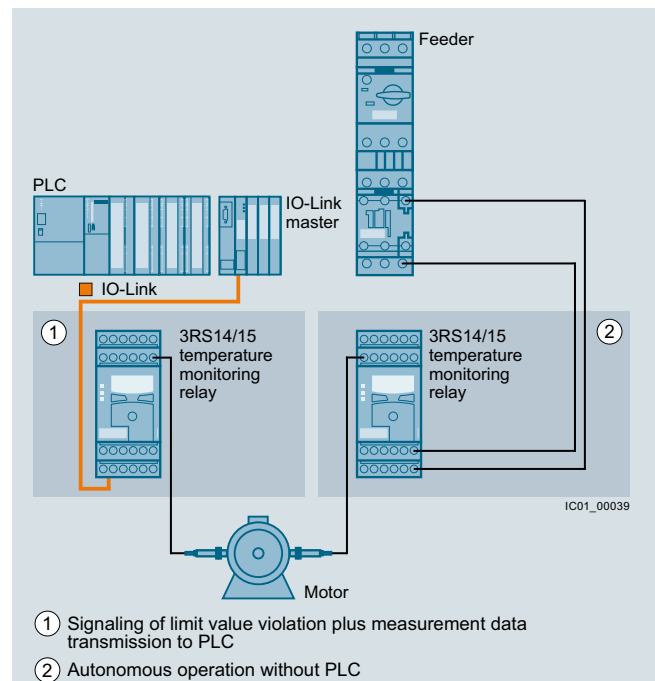 Feeder
PLC
IO-Link
master
IO-Link
1
3RS14/15
temperature
monitoring
relay
3RS14/15
temperature
monitoring
relay
2
IC01_00039
Motor
1 Signaling of limit value violation plus measurement data
transmission to PLC
2 Autonomous operation without PLC